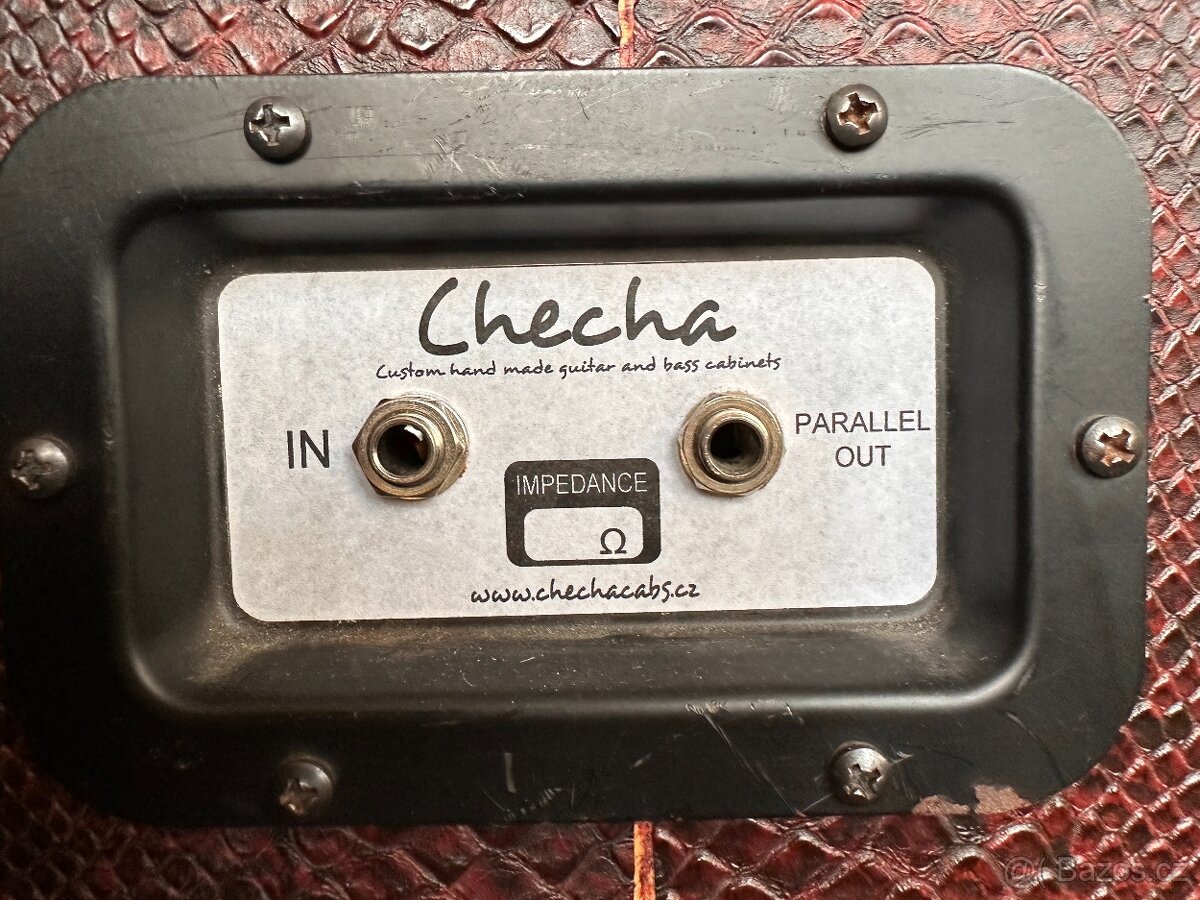 Checha
Custom hand made guitar and bass cabinets
IN
PARALLEL
OUT
IMPEDANCE
Ω
www.chechacabs.cz
Bazos.cz